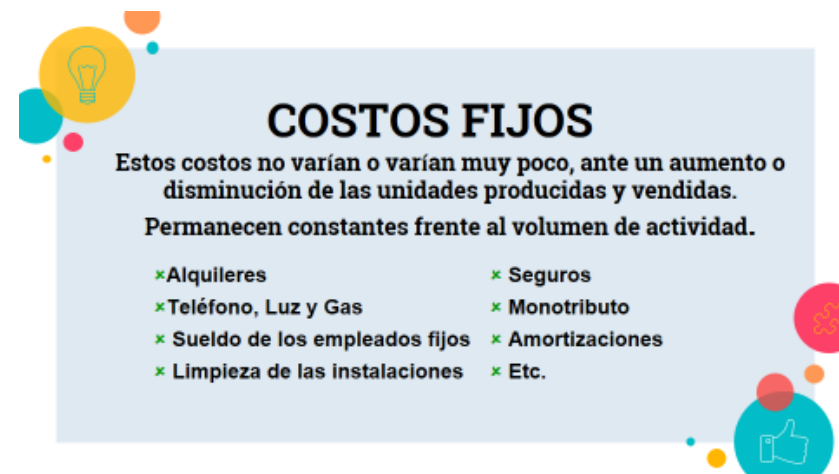 COSTOS FIJOS
Estos costos no varían o varían muy poco, ante un aumento o
disminución de las unidades producidas y vendidas.
Permanecen constantes frente al volumen de actividad.
×Alquileres
×Teléfono, Luz y Gas
× Sueldo de los empleados fijos
× Limpieza de las instalaciones
× Seguros
× Monotributo
× Amortizaciones
× Etc.